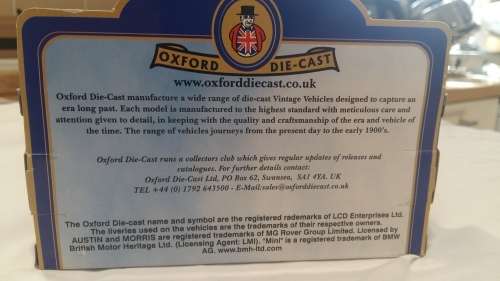 OXFORD DIE-CAST
www.oxforddiecast.co.uk
Oxford Die-Cast manufacture a wide range of die-cast Vintage Vehicles designed to capture an
era long past. Each model is manufactured to the highest standard with meticulous care and
attention given to detail, in keeping with the quality and craftsmanship of the era and vehicle of
the time. The range of vehicles journeys from the present day to the early 1900's.
Oxford Die-Cast runs a collectors club which gives regular updates of releases and
catalogues. For further details contact:
Oxford Die-Cast Ltd, PO Box 62, Swansea, SA1 4YA. UK
TEL +44 (0) 1792 643500 - E-Mail:sales@oxforddiecast.co.uk
The Oxford Die-cast name and symbol are the registered trademarks of LCD Enterprises Ltd.
The liveries used on the vehicles are the trademarks of their respective owners.
AUSTIN and MORRIS are registered trademarks of MG Rover Group Limited. Licensed by
British Motor Heritage Ltd. (Licensing Agent: LMI). "Mini" is a registered trademark of BMW
AG. www.bmh-ltd.com